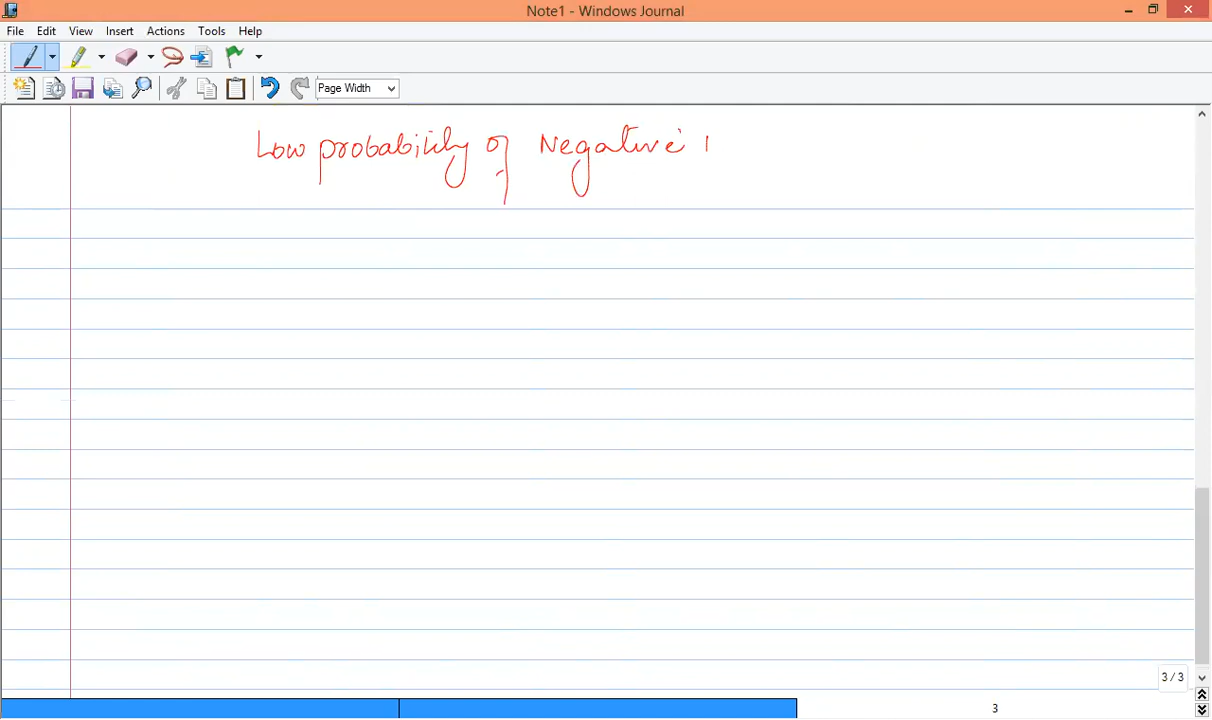 Note1 - Windows Journal
File Edit View Insert Actions Tools Help
Page Width
Low probability of Negative
3 / 3
3